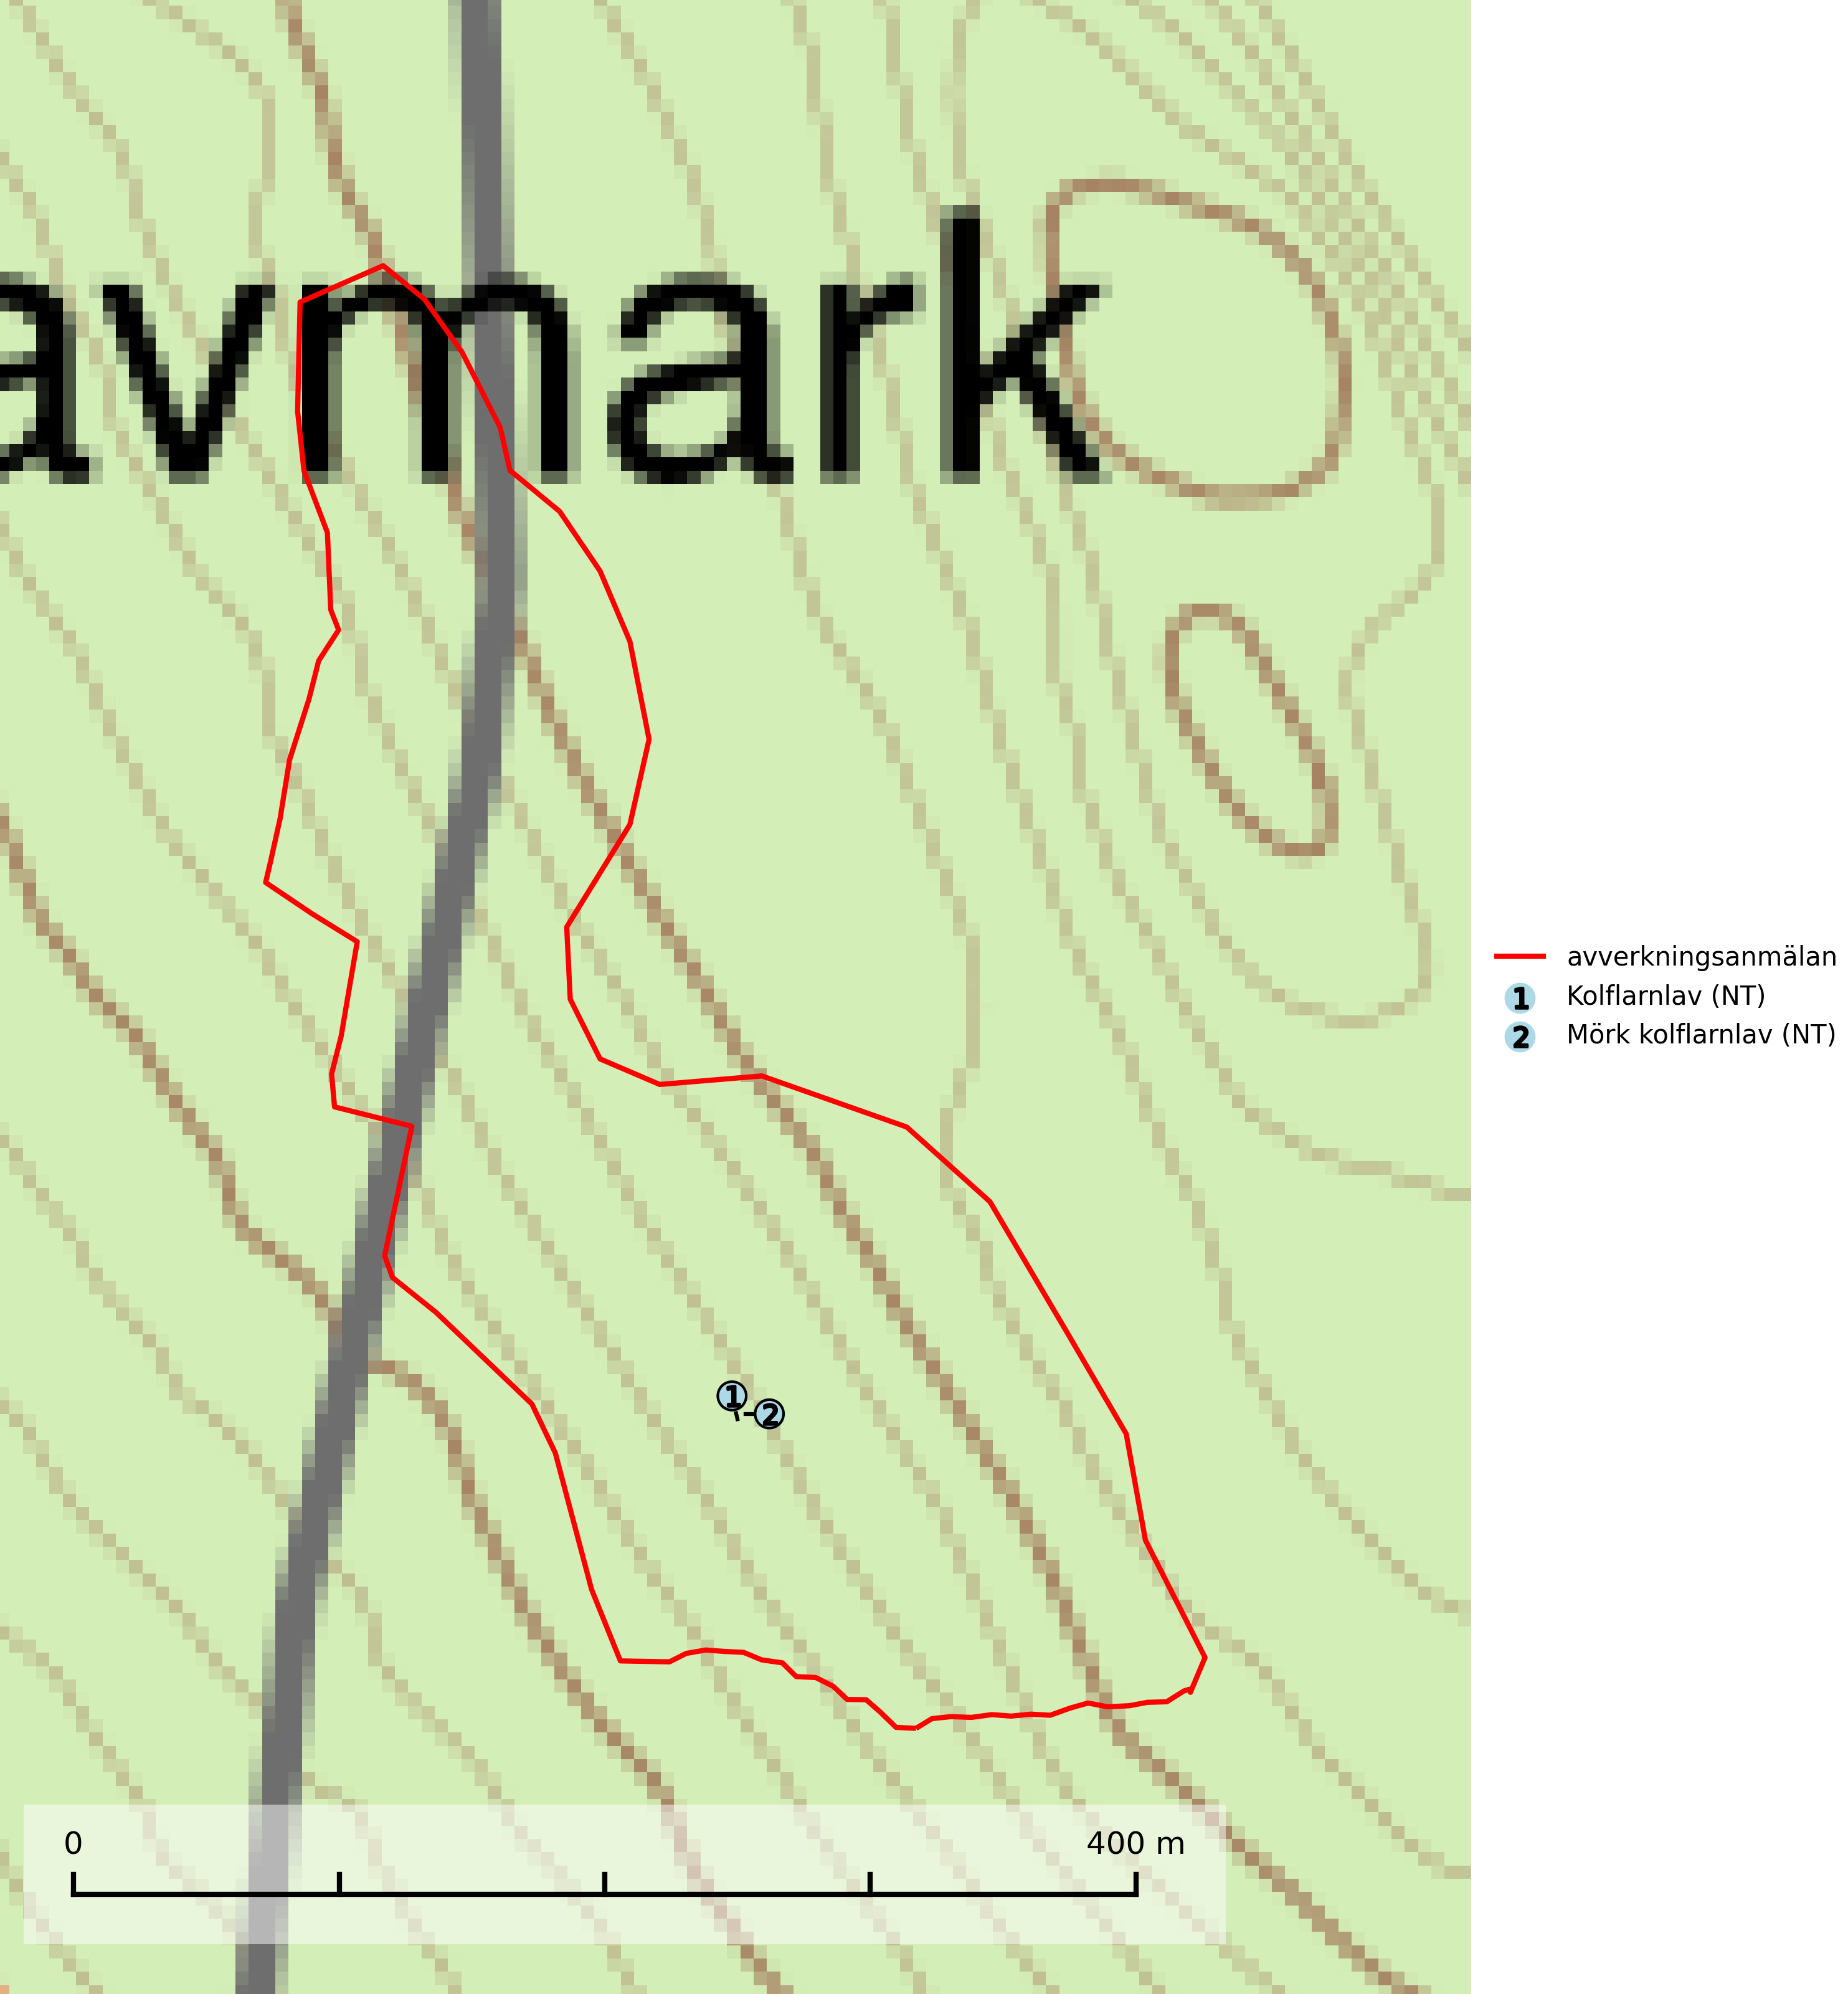 avmark
avverkningsanmälan
1 Kolflarnlav (NT)
2 Mörk kolflarnlav (NT)
1
2
0 400 m